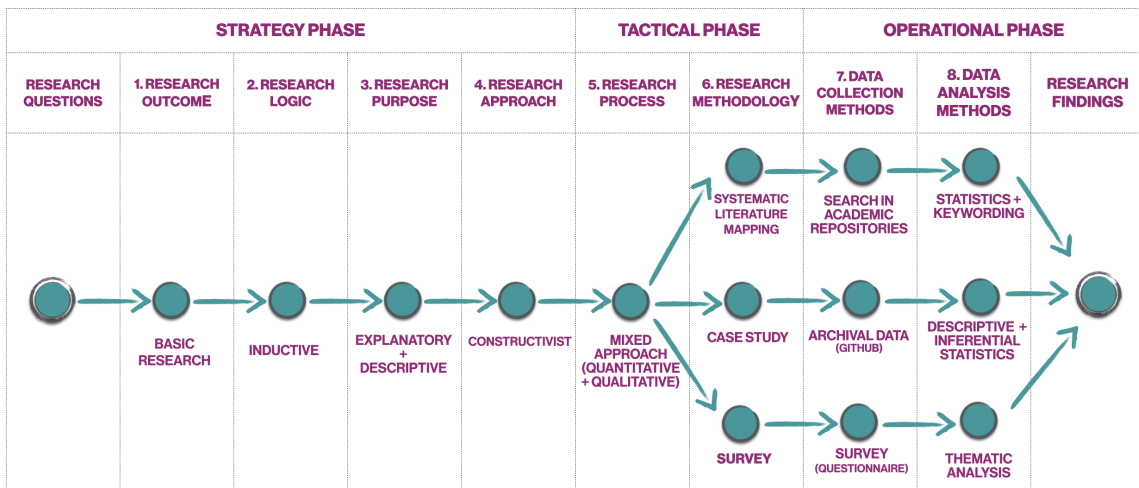 STRATEGY PHASE
TACTICAL PHASE
OPERATIONAL PHASE
RESEARCH
QUESTIONS
1. RESEARCH
OUTCOME
2. RESEARCH
LOGIC
3. RESEARCH
PURPOSE
4. RESEARCH
APPROACH
5. RESEARCH
PROCESS
6. RESEARCH
METHODOLOGY
7. DATA
COLLECTION
METHODS
8. DATA
ANALYSIS
METHODS
RESEARCH
FINDINGS
SYSTEMATIC
LITERATURE
MAPPING
SEARCH IN
ACADEMIC
REPOSITORIES
STATISTICS +
KEYWORDING
BASIC
RESEARCH
INDUCTIVE
EXPLANATORY
+
DESCRIPTIVE
CONSTRUCTIVIST
MIXED
APPROACH
(QUANTITATIVE
+ QUALITATIVE)
CASE STUDY
ARCHIVAL DATA
(GITHUB)
DESCRIPTIVE +
INFERENTIAL
STATISTICS
SURVEY
SURVEY
(QUESTIONNAIRE)
THEMATIC
ANALYSIS